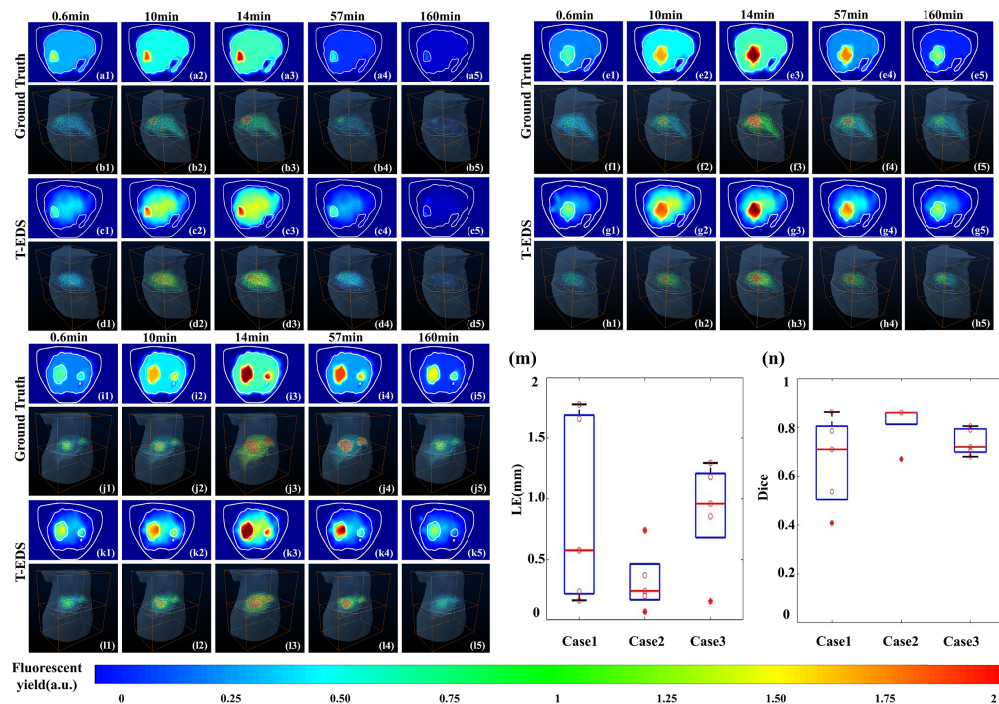 0.6min 10min 14min 57min 160min
Ground Truth
(a1) (a2) (a3) (a4) (a5)
(b1) (b2) (b3) (b4) (b5)
T-EDS
(c1) (c2) (c3) (c4) (c5)
(d1) (d2) (d3) (d4) (d5)
0.6min 10min 14min 57min 160min
Ground Truth
(e1) (e2) (e3) (e4) (e5)
(f1) (f2) (f3) (f4) (f5)
T-EDS
(g1) (g2) (g3) (g4) (g5)
(h1) (h2) (h3) (h4) (h5)
0.6min 10min 14min 57min 160min
Ground Truth
(i1) (i2) (i3) (i4) (i5)
(j1) (j2) (j3) (j4) (j5)
T-EDS
(k1) (k2) (k3) (k4) (k5)
(l1) (l2) (l3) (l4) (l5)
(m)
LE(mm)
2
1.5
1.0
0.5
0
Case1 Case2 Case3
(n)
Dice
1
0.8
0.6
0.4
0.2
0
Case1 Case2 Case3
Fluorescent
yield(a.u.)
0 0.25 0.50 0.75 1 1.25 1.50 1.75 2